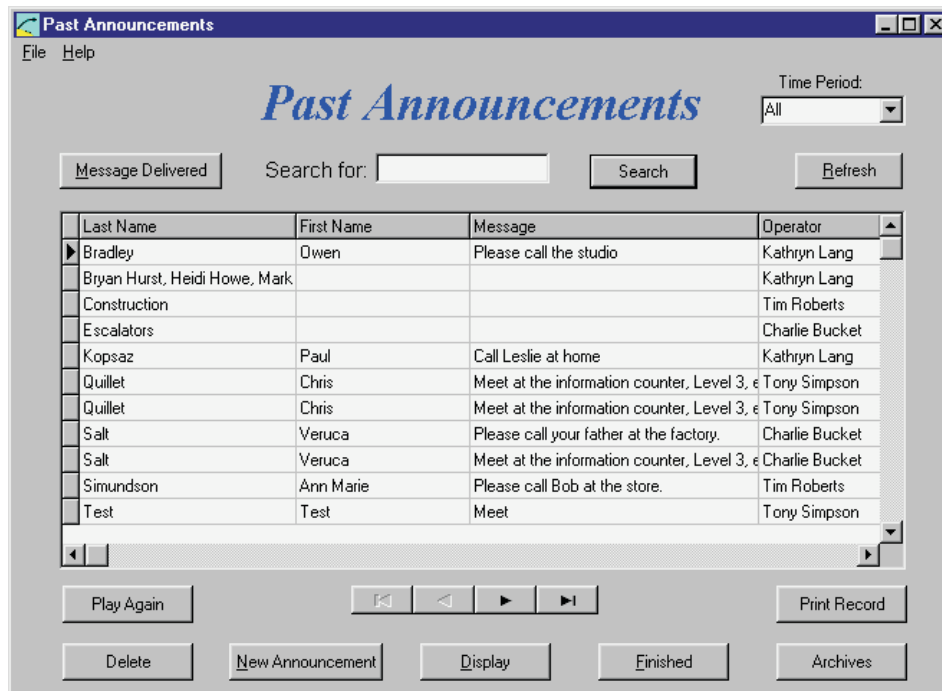 Past Announcements
File Help
Past Announcements
Time Period:
All
Message Delivered Search for: Search Refresh
Last Name First Name Message Operator
Bradley Owen Please call the studio Kathryn Lang
Bryan Hurst, Heidi Howe, Mark Kathryn Lang
Construction Tim Roberts
Escalators Charlie Bucket
Kopsaz Paul Call Leslie at home Kathryn Lang
Quillet Chris Meet at the information counter, Level 3, e Tony Simpson
Quillet Chris Meet at the information counter, Level 3, e Tony Simpson
Salt Veruca Please call your father at the factory. Charlie Bucket
Salt Veruca Meet at the information counter, Level 3, e Charlie Bucket
Simundson Ann Marie Please call Bob at the store. Tim Roberts
Test Test Meet Tony Simpson
Play Again Print Record
Delete New Announcement Display Finished Archives